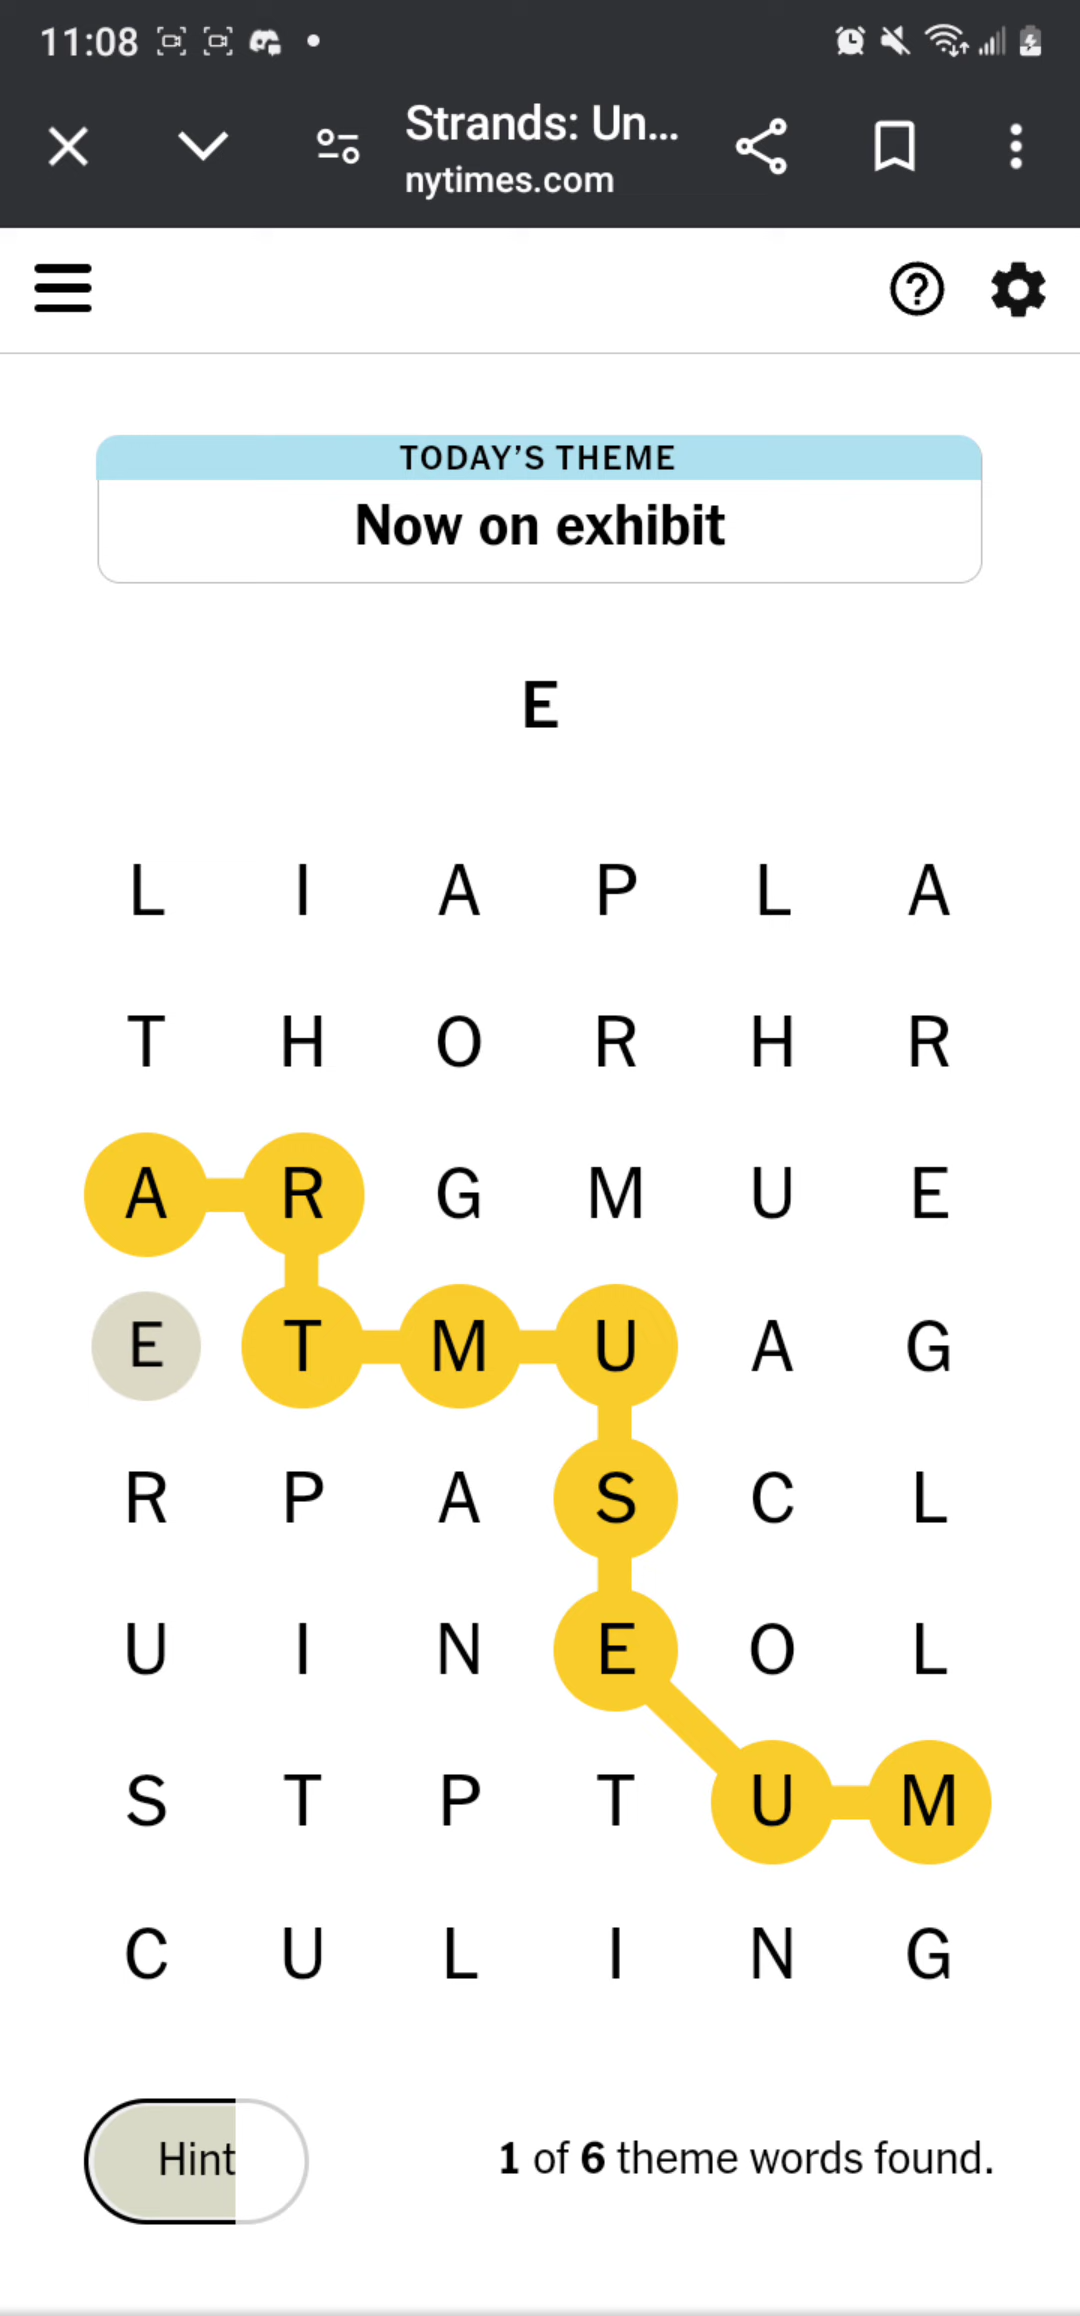 11:08
Strands: Un...
nytimes.com
TODAY'S THEME
Now on exhibit
E
L I A P L A
T H O R H R
A R G M U E
E T M U A G
R P A S C L
U I N E O L
S T P T U M
C U L I N G
Hint
1 of 6 theme words found.